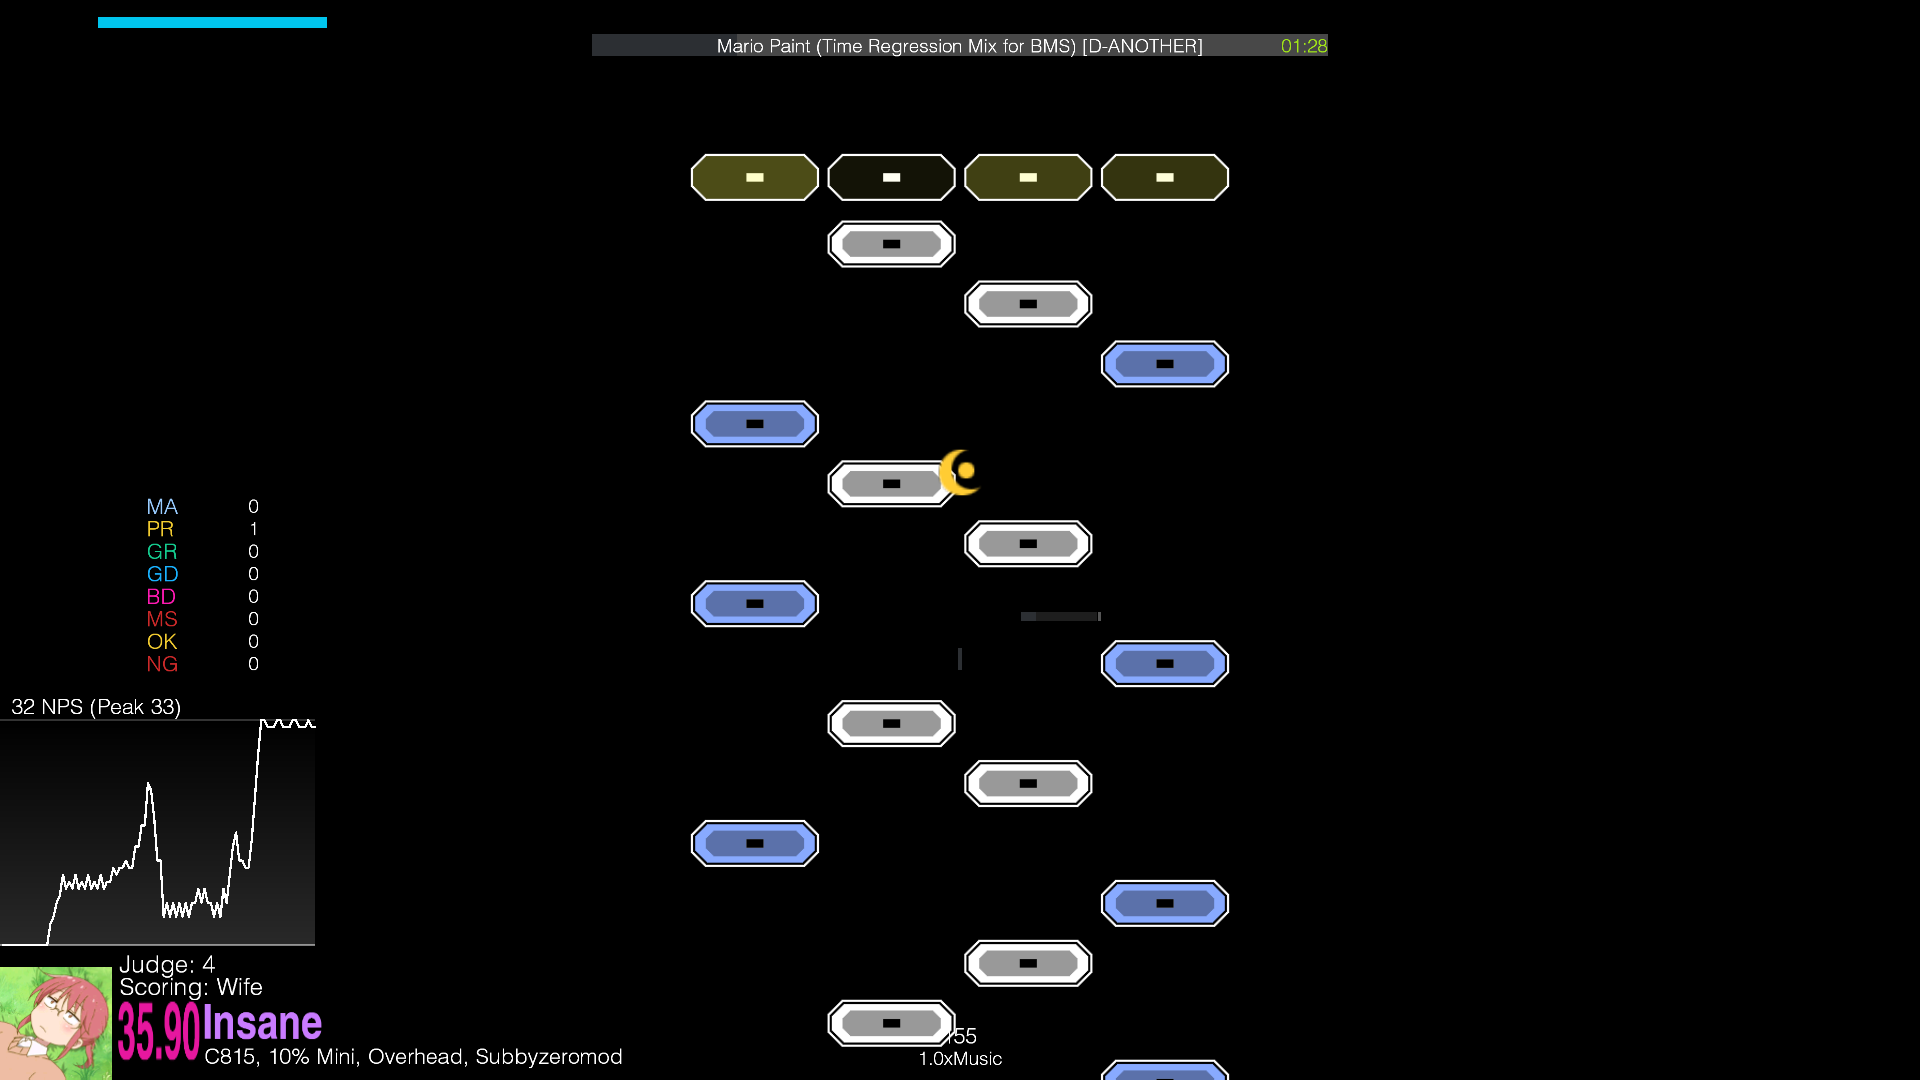 Mario Paint (Time Regression Mix for BMS) [D-ANOTHER]
01:28
MA 0
PR 1
GR 0
GD 0
BD 0
MS 0
OK 0
NG 0
32 NPS (Peak 33)
Judge: 4
Scoring: Wife
35.90 Insane
C815, 10% Mini, Overhead, Subbyzeromod
1.0xMusic